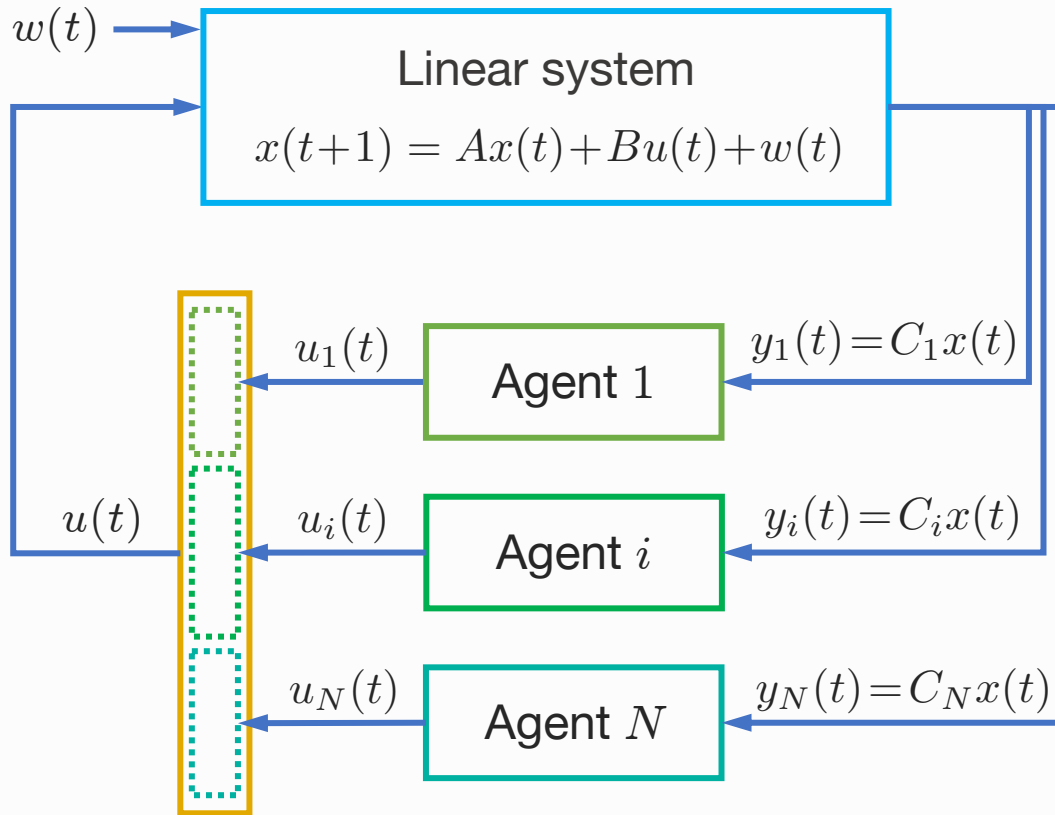 w(t)
Linear system
x(t+1) = Ax(t)+Bu(t)+w(t)
u_1(t)
Agent 1
y_1(t)=C_1x(t)
u(t)
u_i(t)
Agent i
y_i(t)=C_ix(t)
u_N(t)
Agent N
y_N(t)=C_Nx(t)